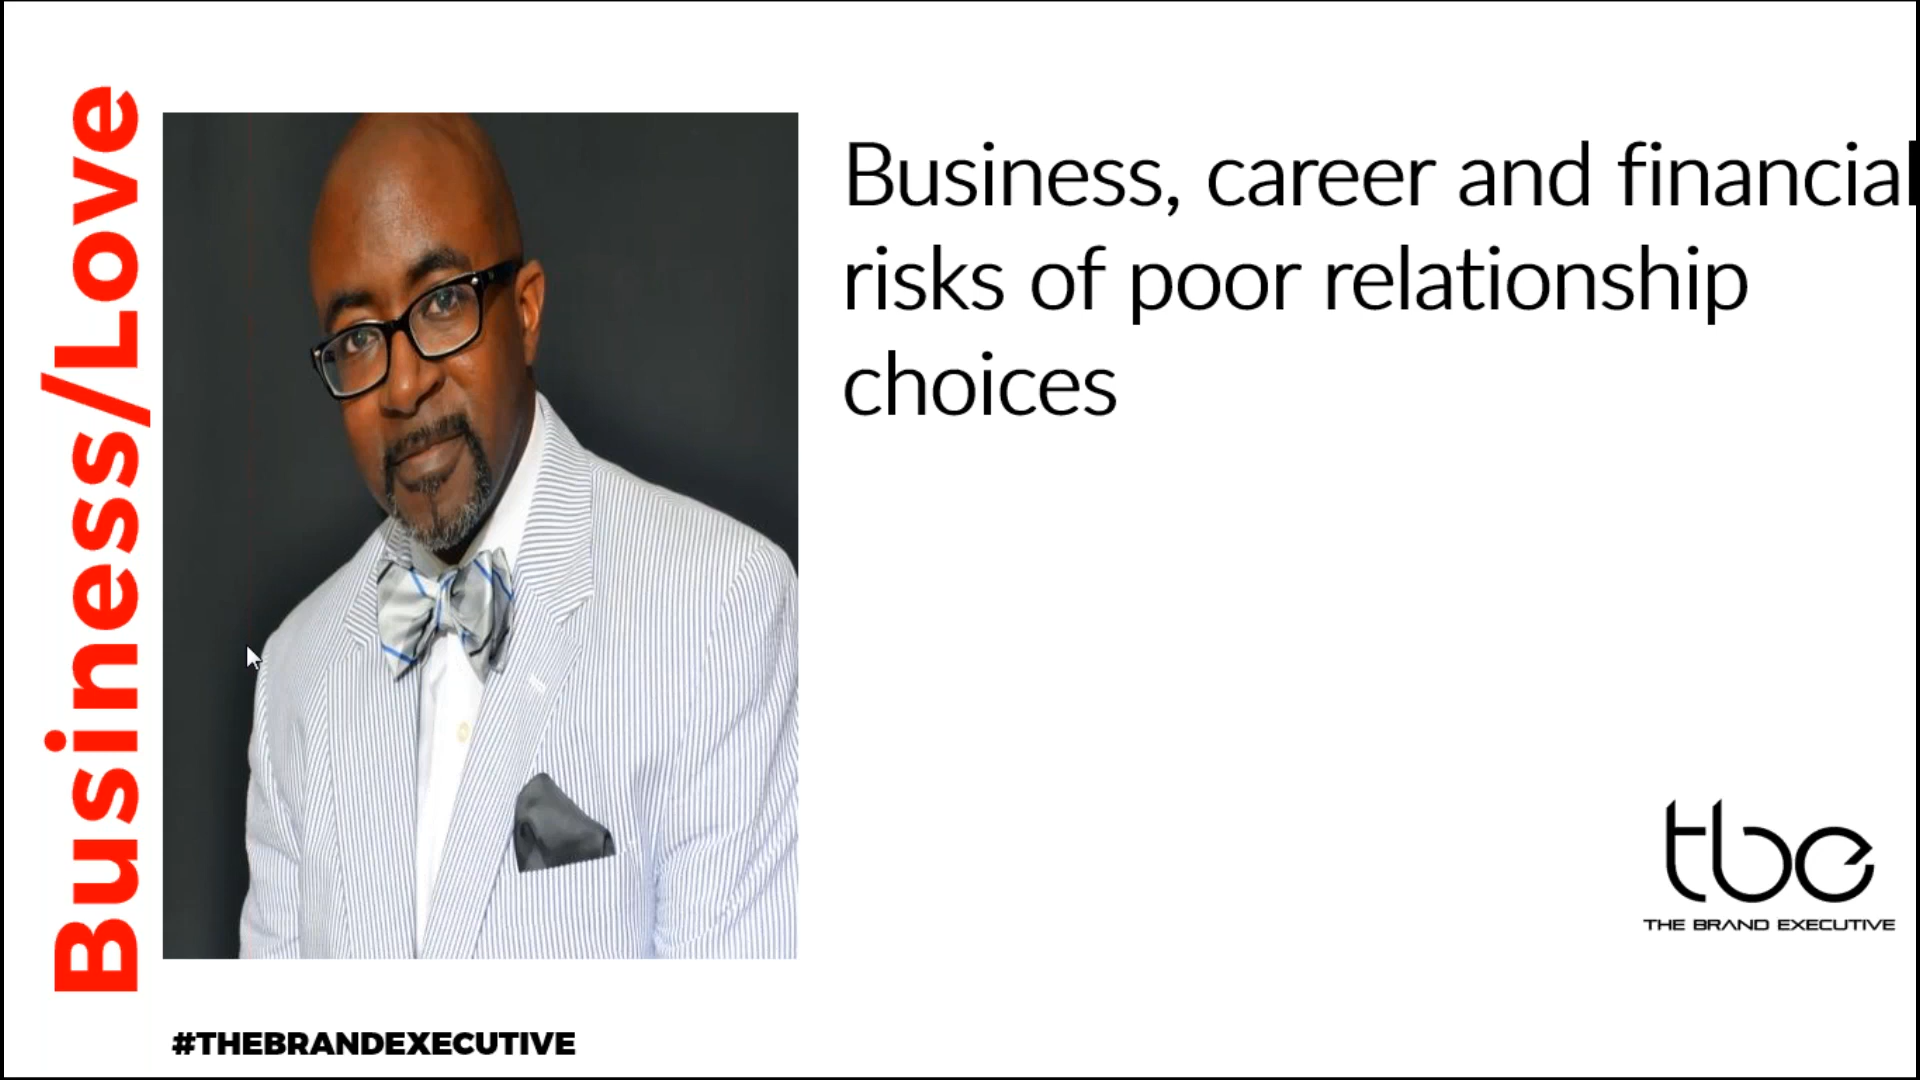 Business/Love
Business, career and financial
risks of poor relationship
choices
tbe
THE BRAND EXECUTIVE
#THEBRANDEXECUTIVE